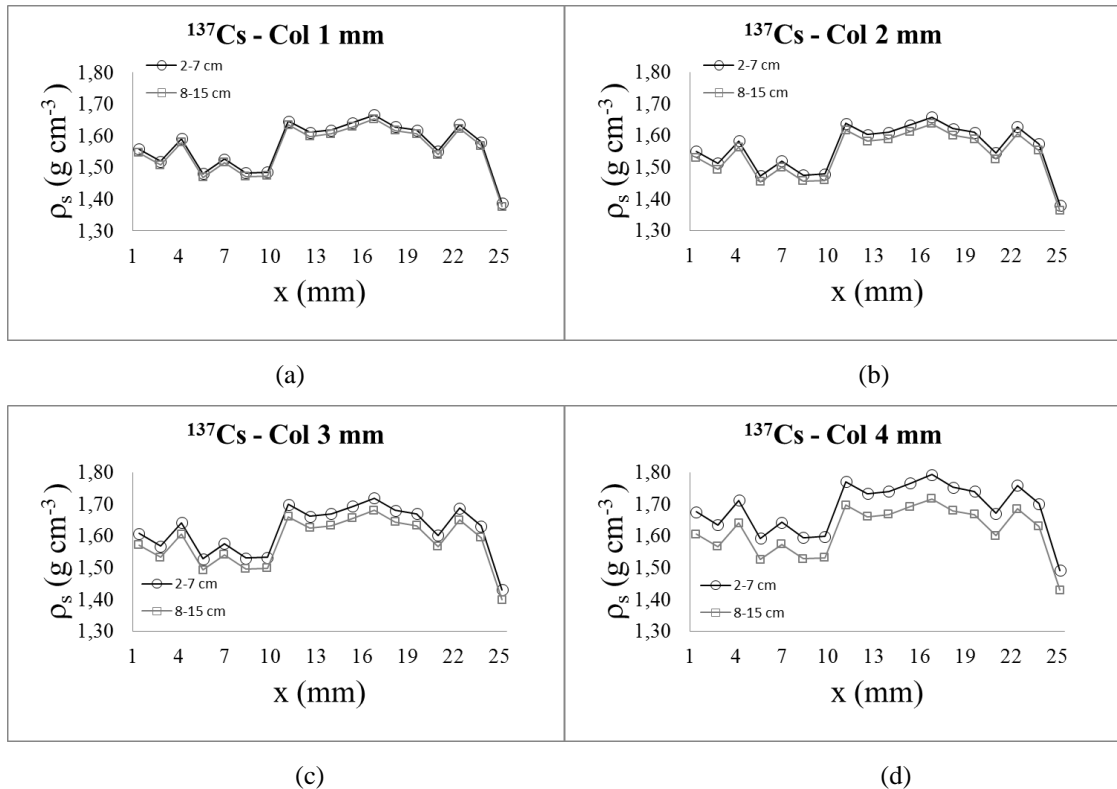 ¹³⁷Cs - Col 1 mm
2-7 cm
8-15 cm
1,80
1,70
1,60
1,50
1,40
1,30
ρₛ (g cm⁻³)
1 4 7 10 13 16 19 22 25
x (mm)
(a)
¹³⁷Cs - Col 2 mm
2-7 cm
8-15 cm
1,80
1,70
1,60
1,50
1,40
1,30
ρₛ (g cm⁻³)
1 4 7 10 13 16 19 22 25
x (mm)
(b)
¹³⁷Cs - Col 3 mm
1,80
1,70
1,60
1,50
1,40
1,30
ρₛ (g cm⁻³)
2-7 cm
8-15 cm
1 4 7 10 13 16 19 22 25
x (mm)
(c)
¹³⁷Cs - Col 4 mm
1,80
1,70
1,60
1,50
1,40
1,30
ρₛ (g cm⁻³)
2-7 cm
8-15 cm
1 4 7 10 13 16 19 22 25
x (mm)
(d)